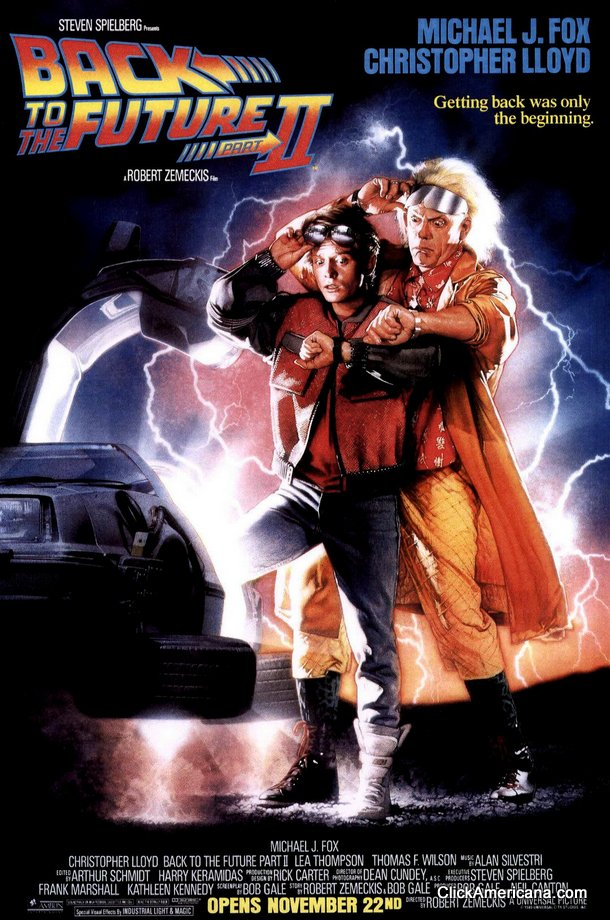 STEVEN SPIELBERG Presents
BACK
TO THE FUTURE
PART II
A ROBERT ZEMECKIS Film
MICHAEL J. FOX
CHRISTOPHER LLOYD
Getting back was only
the beginning.
MICHAEL J. FOX
CHRISTOPHER LLOYD BACK TO THE FUTURE PART II LEA THOMPSON THOMAS F. WILSON MUSIC BY ALAN SILVESTRI
EDITED BY ARTHUR SCHMIDT HARRY KERAMIDAS PRODUCTION DESIGN BY RICK CARTER DIRECTOR OF PHOTOGRAPHY DEAN CUNDEY, A.S.C. EXECUTIVE PRODUCERS STEVEN SPIELBERG
FRANK MARSHALL KATHLEEN KENNEDY SCREENPLAY BY BOB GALE STORY BY ROBERT ZEMECKIS & BOB GALE NEIL CANTON
Special Visual Effects By INDUSTRIAL LIGHT & MAGIC
OPENS NOVEMBER 22ND
DIRECTED BY ROBERT ZEMECKIS A UNIVERSAL PICTURE
ClickAmericana.com